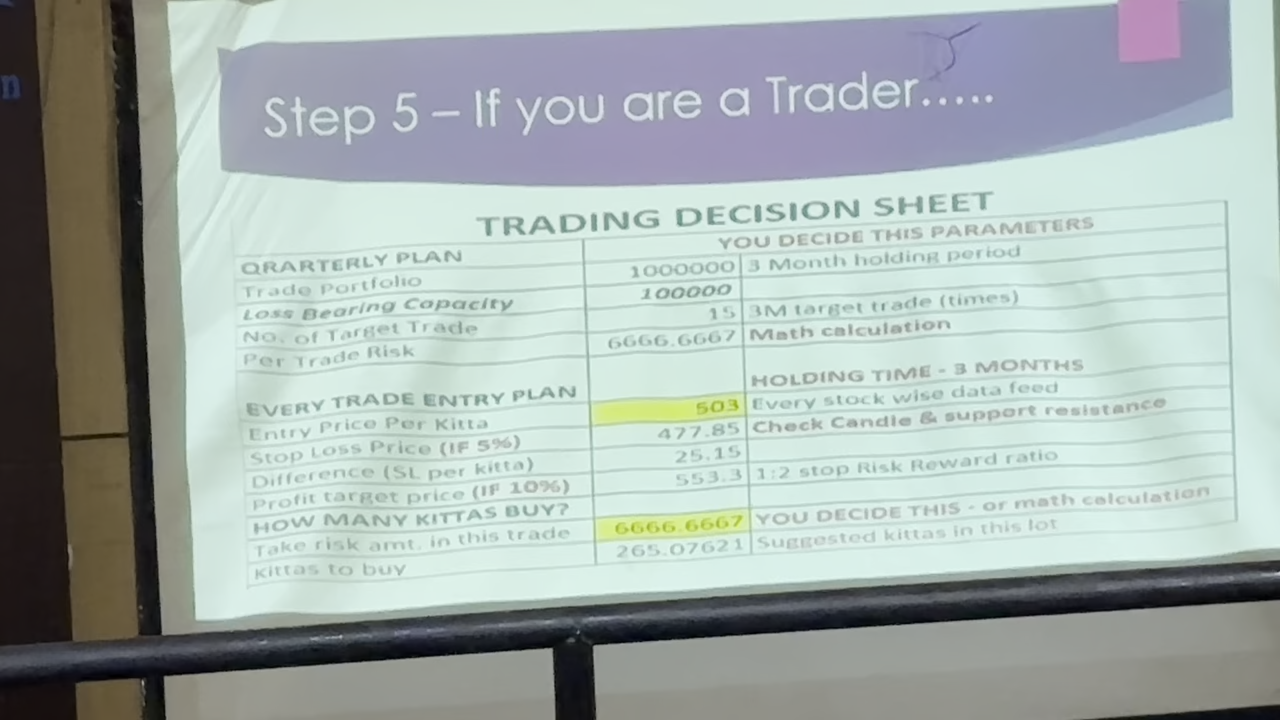 n
Step 5 – If you are a Trader.....
TRADING DECISION SHEET
QRARTERLY PLAN YOU DECIDE THIS PARAMETERS
Trade Portfolio 1000000 3 Month holding period
Loss Bearing Capacity 100000
No. of Target Trade 15 3M target trade (times)
Per Trade Risk 6666.6667 Math calculation
EVERY TRADE ENTRY PLAN HOLDING TIME - 3 MONTHS
Entry Price Per Kitta 503 Every stock wise data feed
Stop Loss Price (IF 5%) 477.85 Check Candle & support resistance
Difference (SL per kitta) 25.15
Profit target price (IF 10%) 553.3 1:2 stop Risk Reward ratio
HOW MANY KITTAS BUY?
Take risk amt. in this trade 6666.6667 YOU DECIDE THIS - or math calculation
Kittas to buy 265.07621 Suggested kittas in this lot